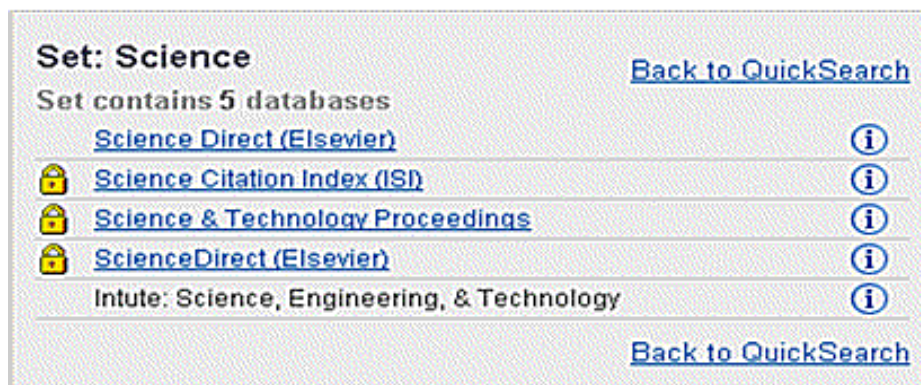 Set: Science
Back to QuickSearch
Set contains 5 databases
Science Direct (Elsevier)
Science Citation Index (ISI)
Science & Technology Proceedings
ScienceDirect (Elsevier)
Intute: Science, Engineering, & Technology
Back to QuickSearch